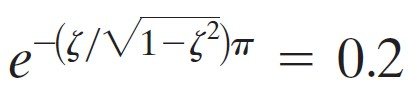 e^{-(ζ/√(1-ζ²))π} = 0.2